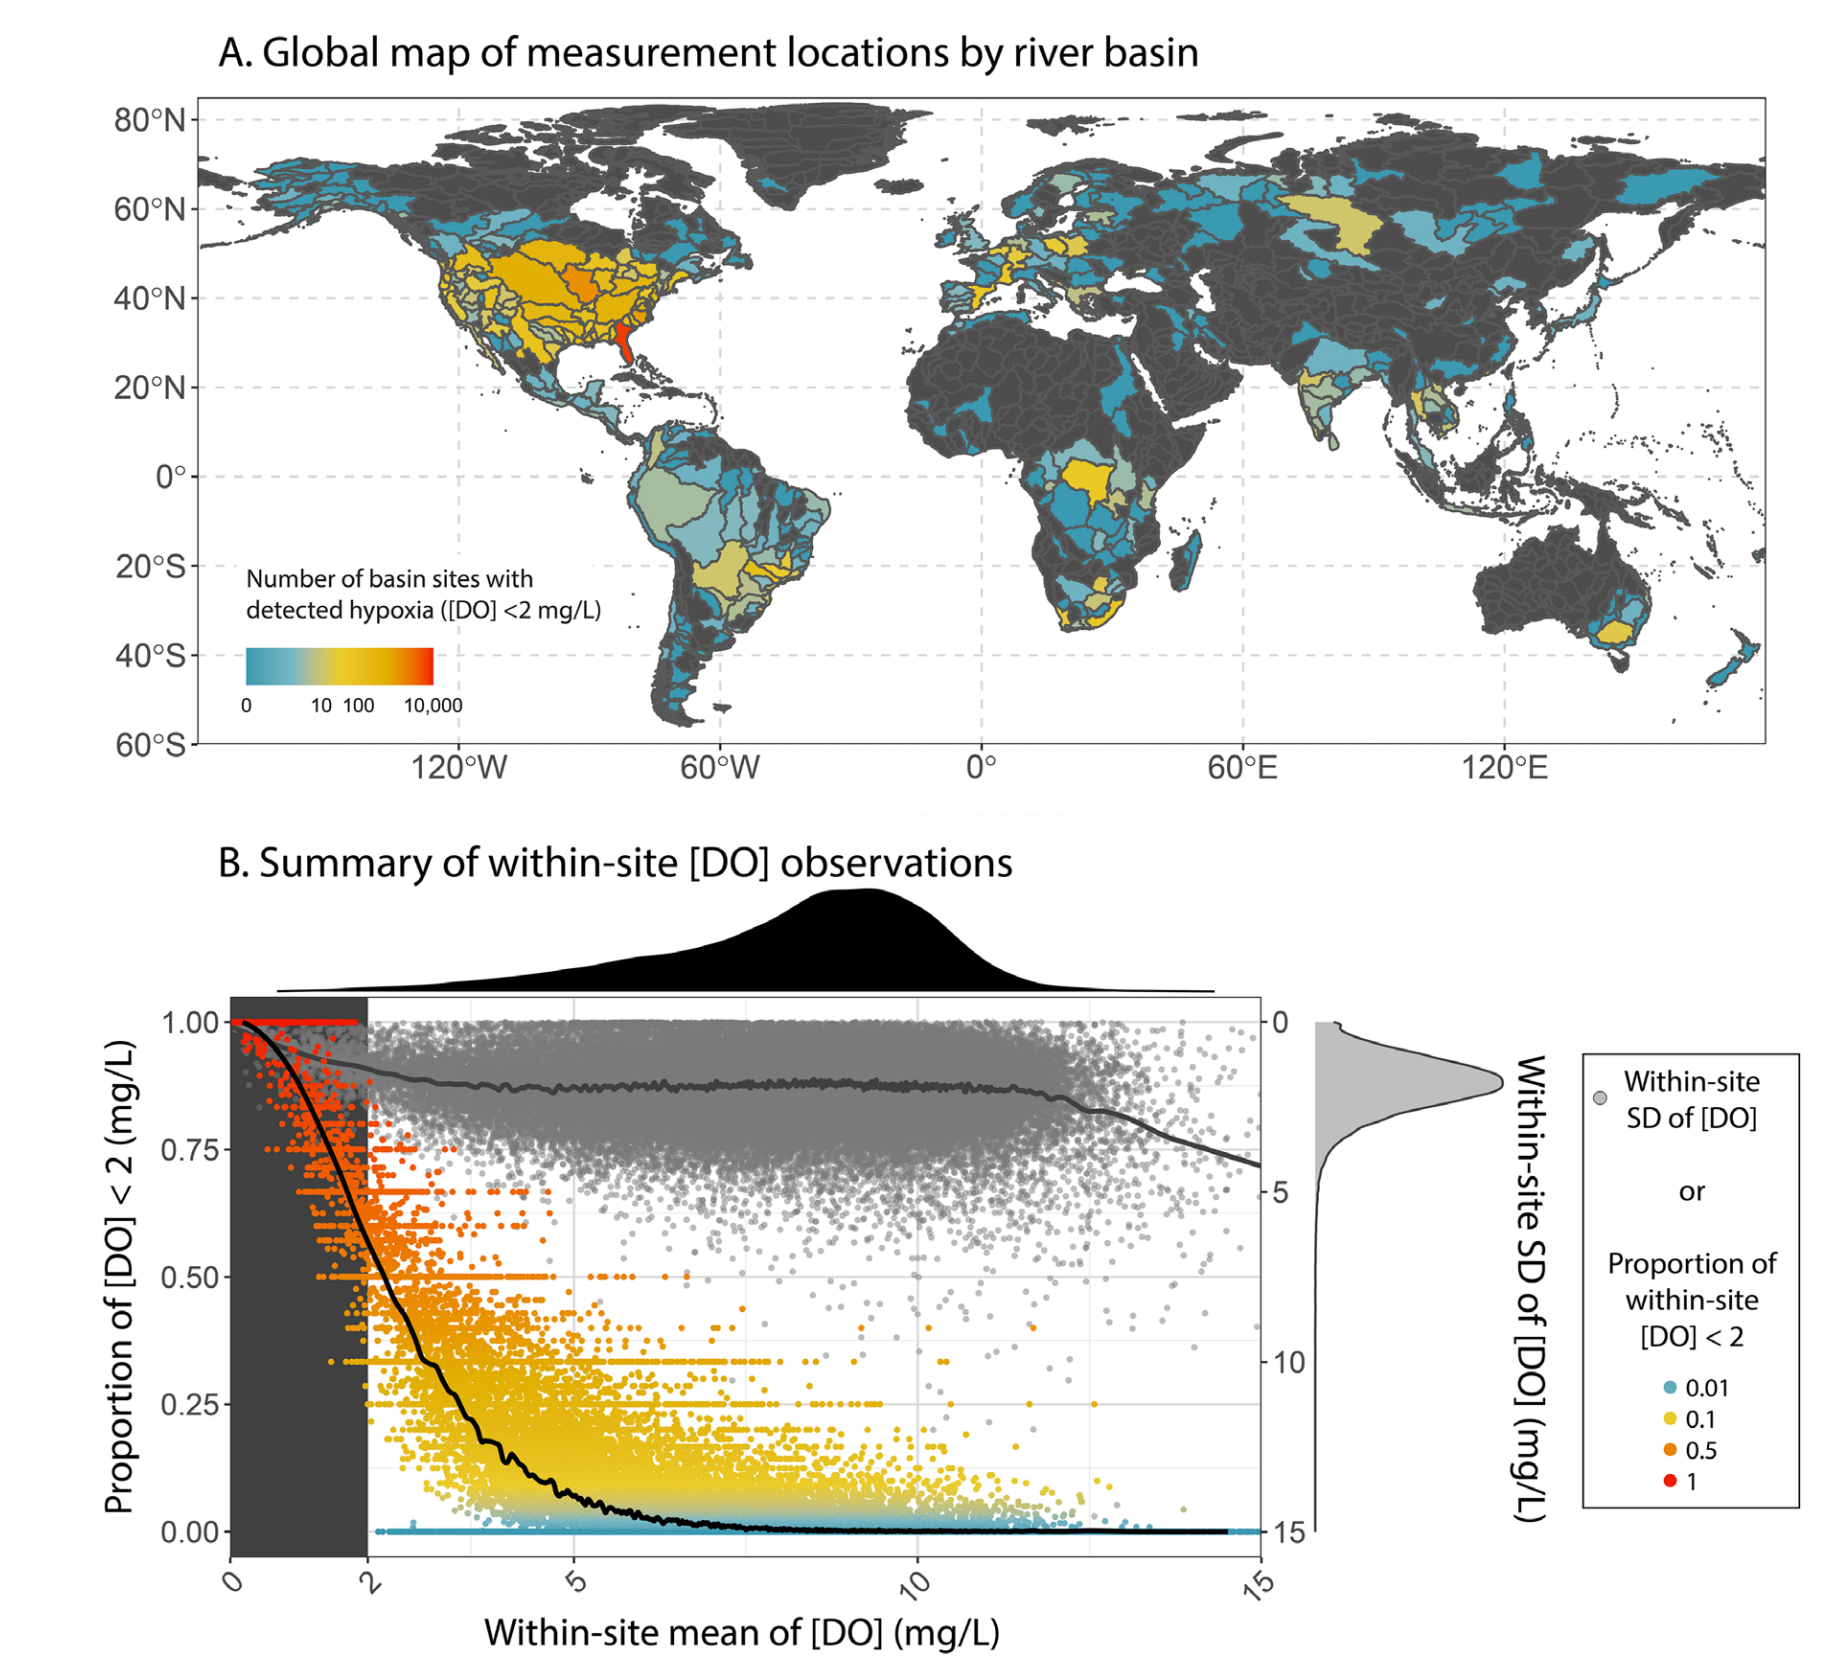 A. Global map of measurement locations by river basin
80°N
60°N
40°N
20°N
0°
20°S
40°S
60°S
Number of basin sites with
detected hypoxia ([DO] <2 mg/L)
0 10 100 10,000
120°W 60°W 0° 60°E 120°E
B. Summary of within-site [DO] observations
Proportion of [DO] < 2 (mg/L)
1.00
0.75
0.50
0.25
0.00
0 2 5 10 15
Within-site mean of [DO] (mg/L)
0
5
10
15
Within-site SD of [DO] (mg/L)
Within-site
SD of [DO]
or
Proportion of
within-site
[DO] < 2
0.01
0.1
0.5
1